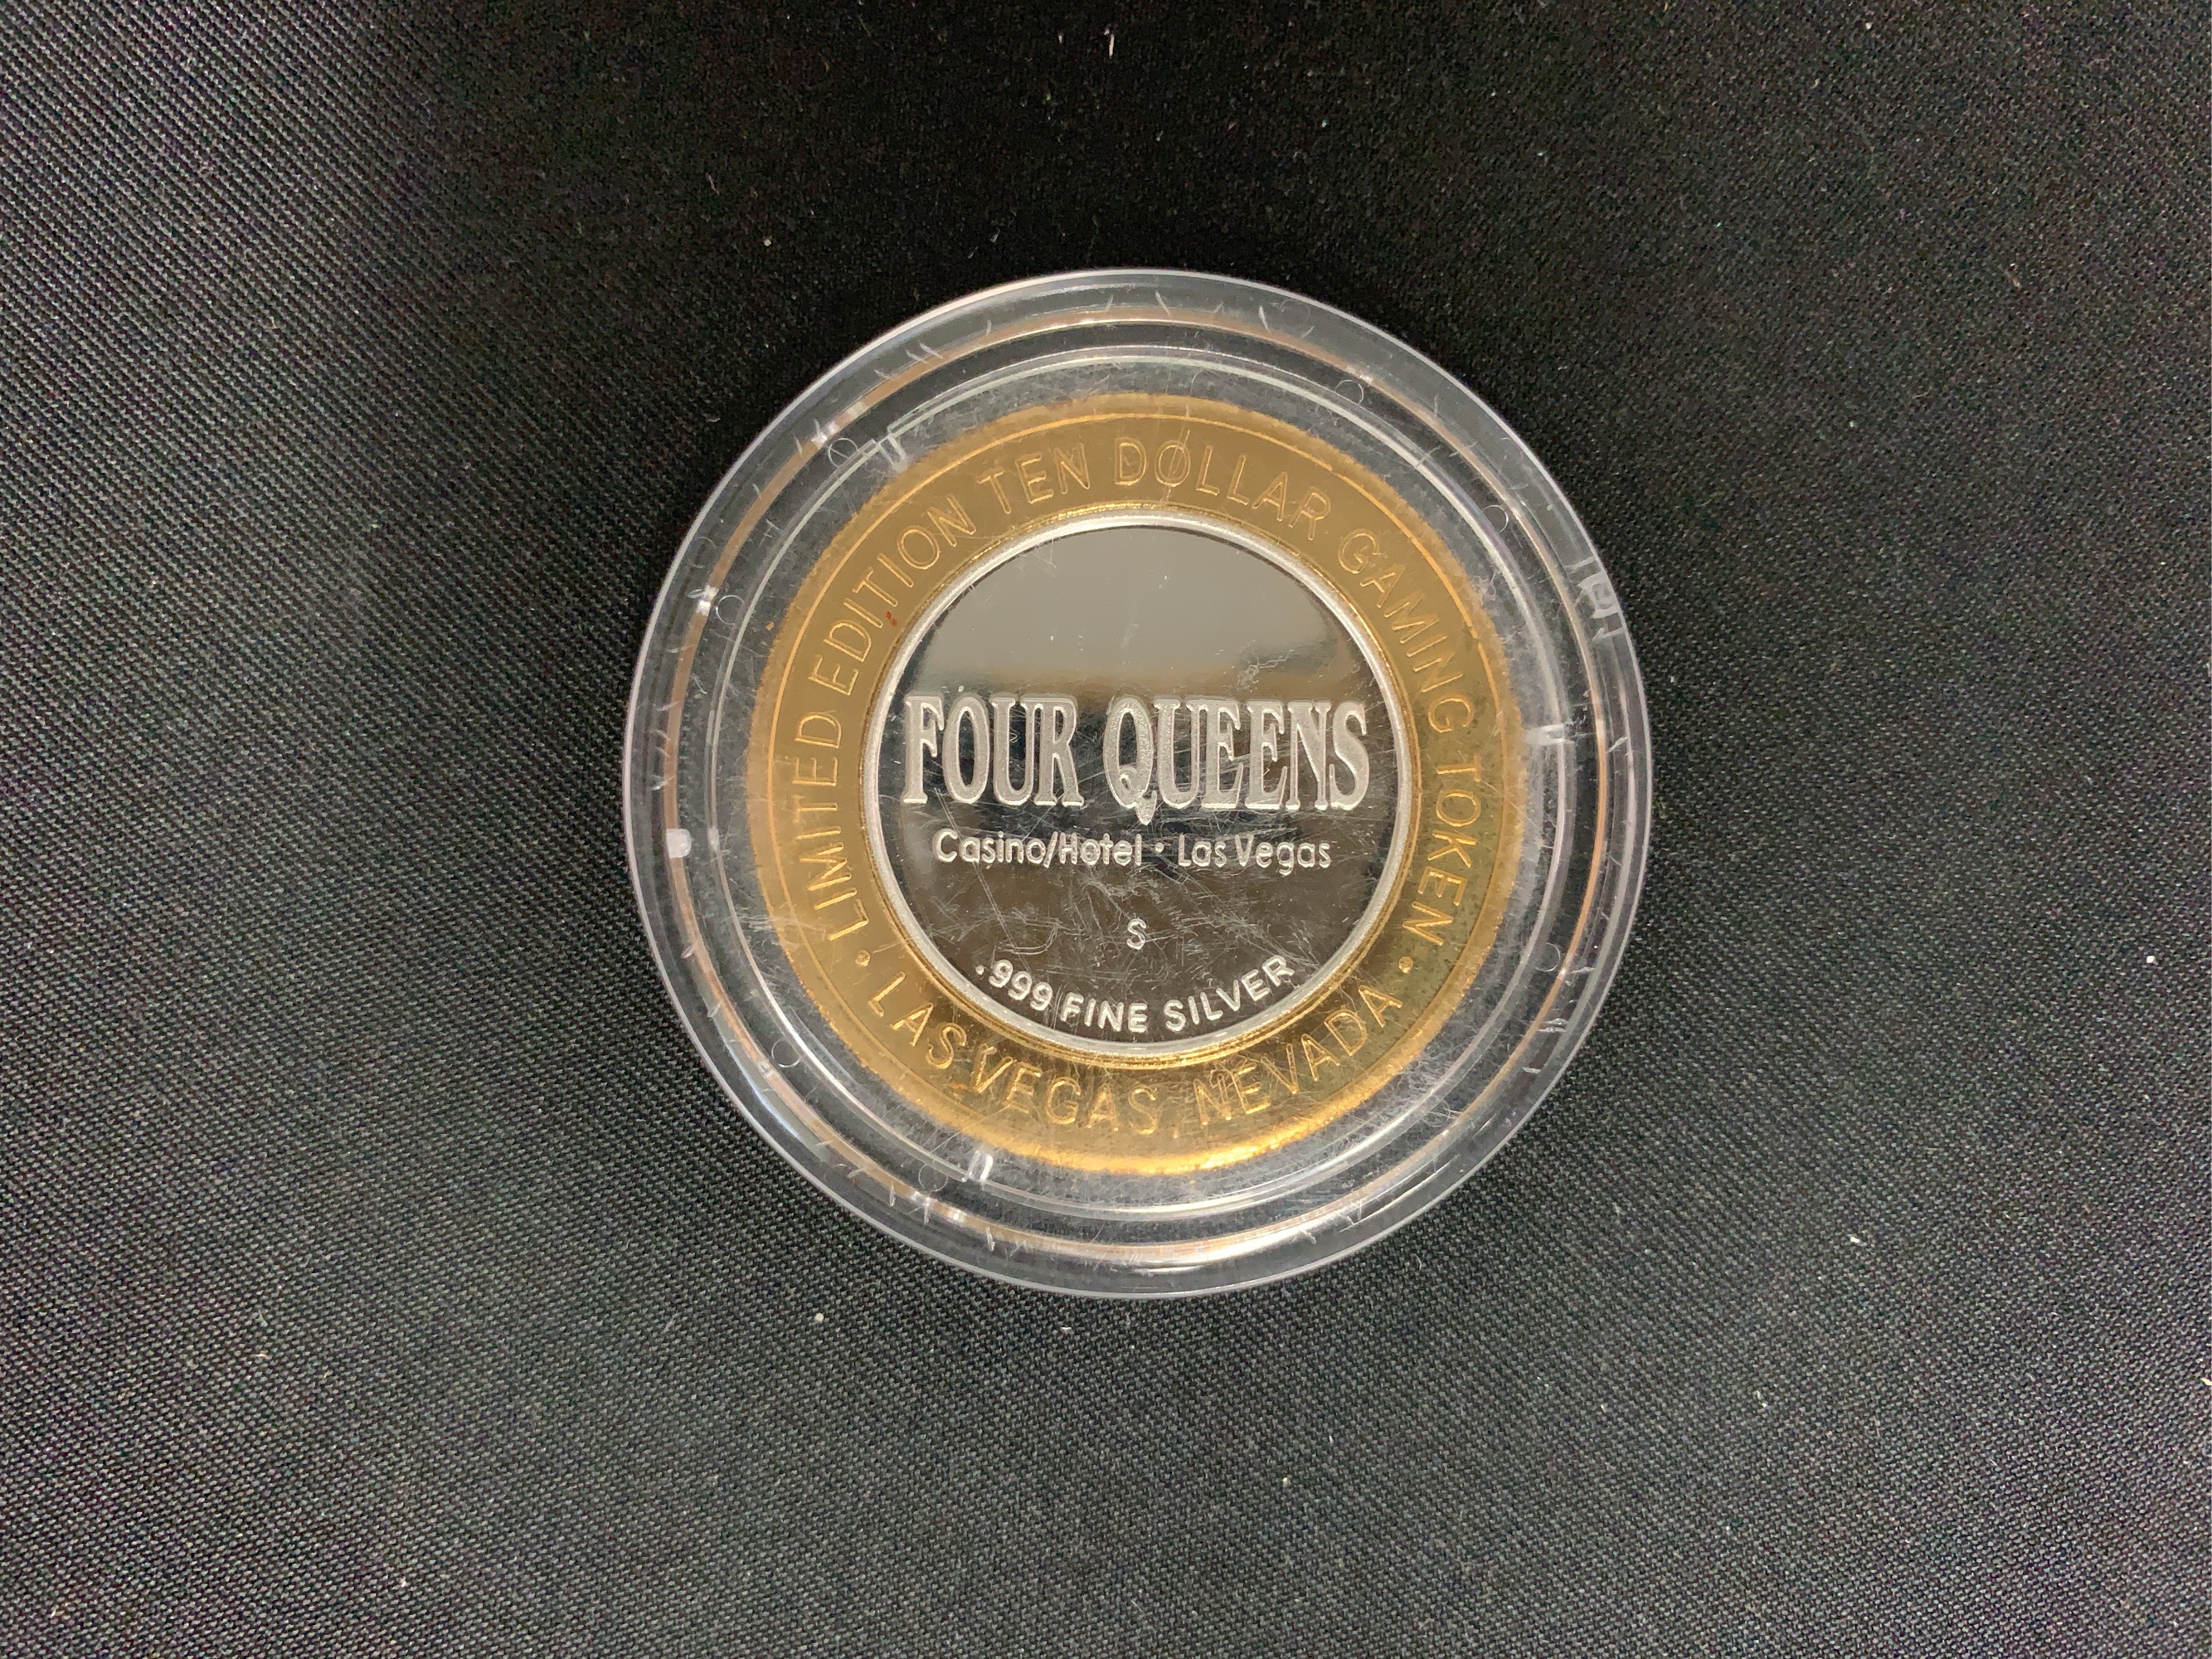 LIMITED EDITION TEN DOLLAR GAMING TOKEN
FOUR QUEENS
Casino/Hotel • Las Vegas
S
.999 FINE SILVER
• LAS VEGAS, NEVADA •